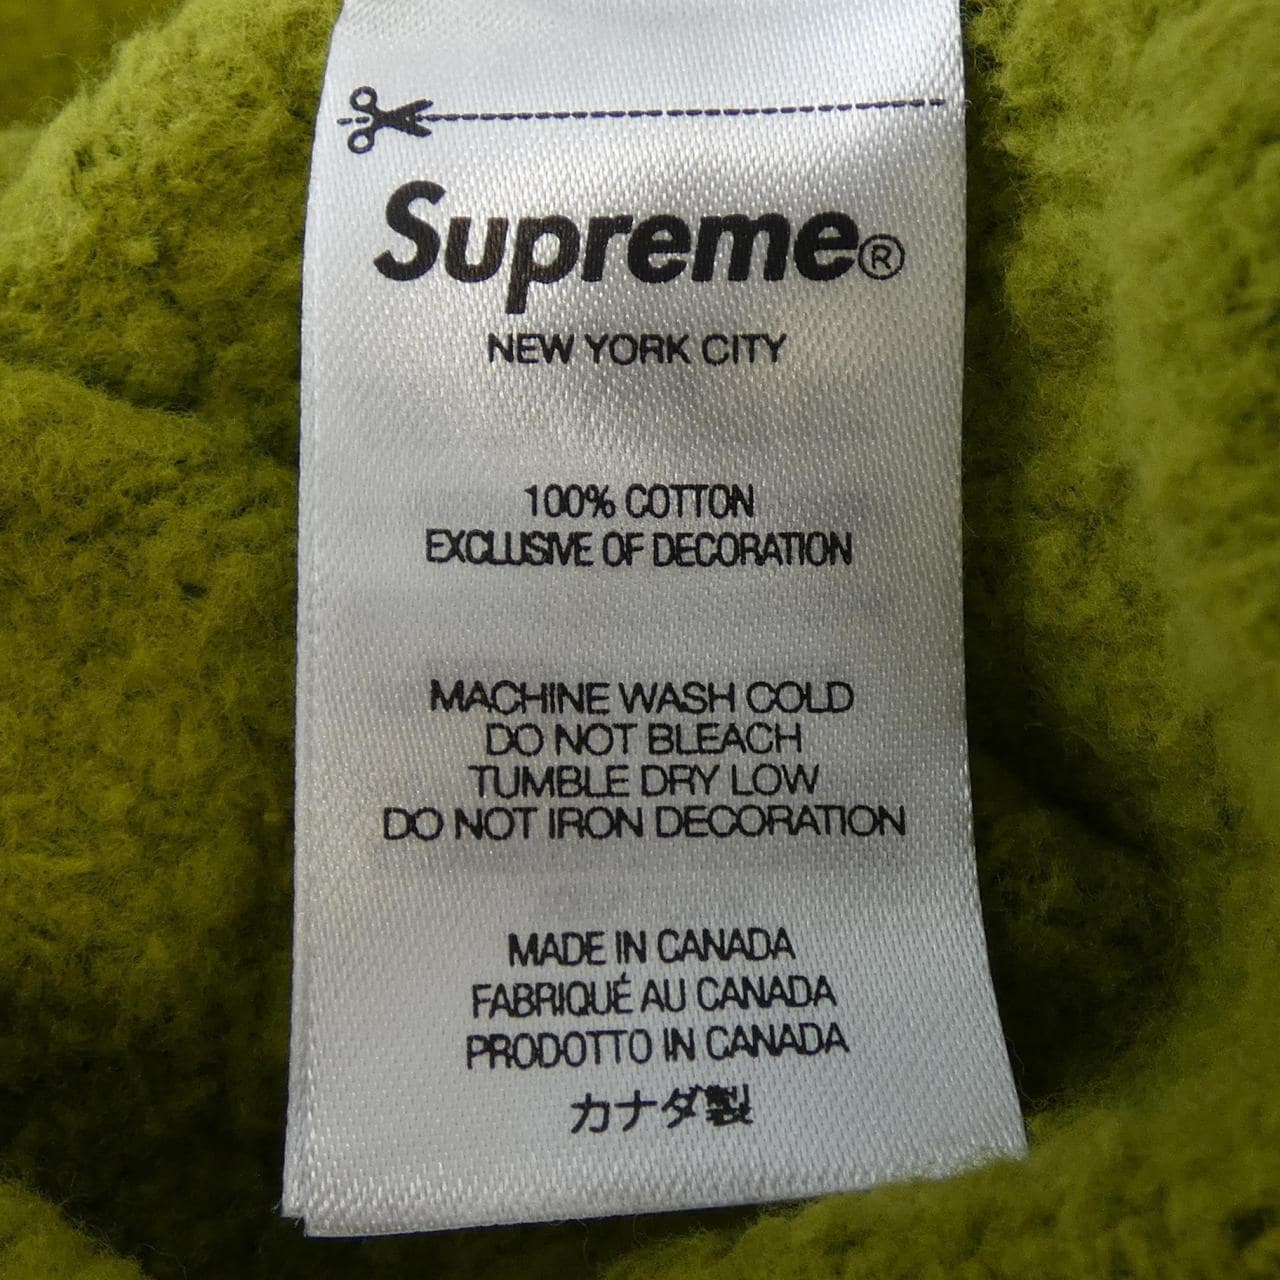 Supreme®
NEW YORK CITY
100% COTTON
EXCLUSIVE OF DECORATION
MACHINE WASH COLD
DO NOT BLEACH
TUMBLE DRY LOW
DO NOT IRON DECORATION
MADE IN CANADA
FABRIQUÉ AU CANADA
PRODOTTO IN CANADA
カナダ製